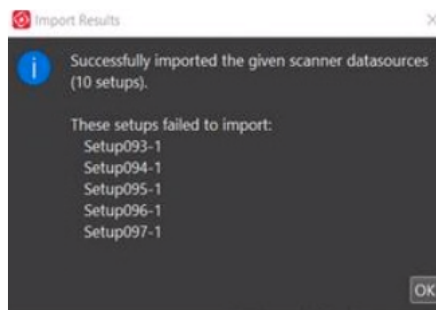 Import Results
Successfully imported the given scanner datasources
(10 setups).
These setups failed to import:
Setup093-1
Setup094-1
Setup095-1
Setup096-1
Setup097-1
OK